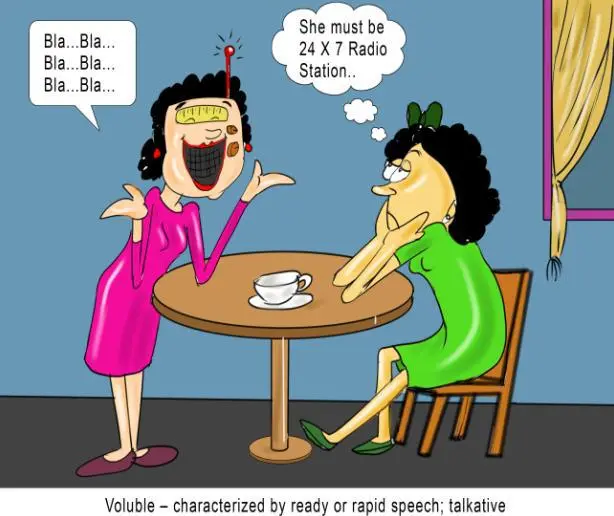 Bla...Bla...
Bla...Bla...
Bla...Bla...
She must be
24 X 7 Radio
Station..
Voluble – characterized by ready or rapid speech; talkative